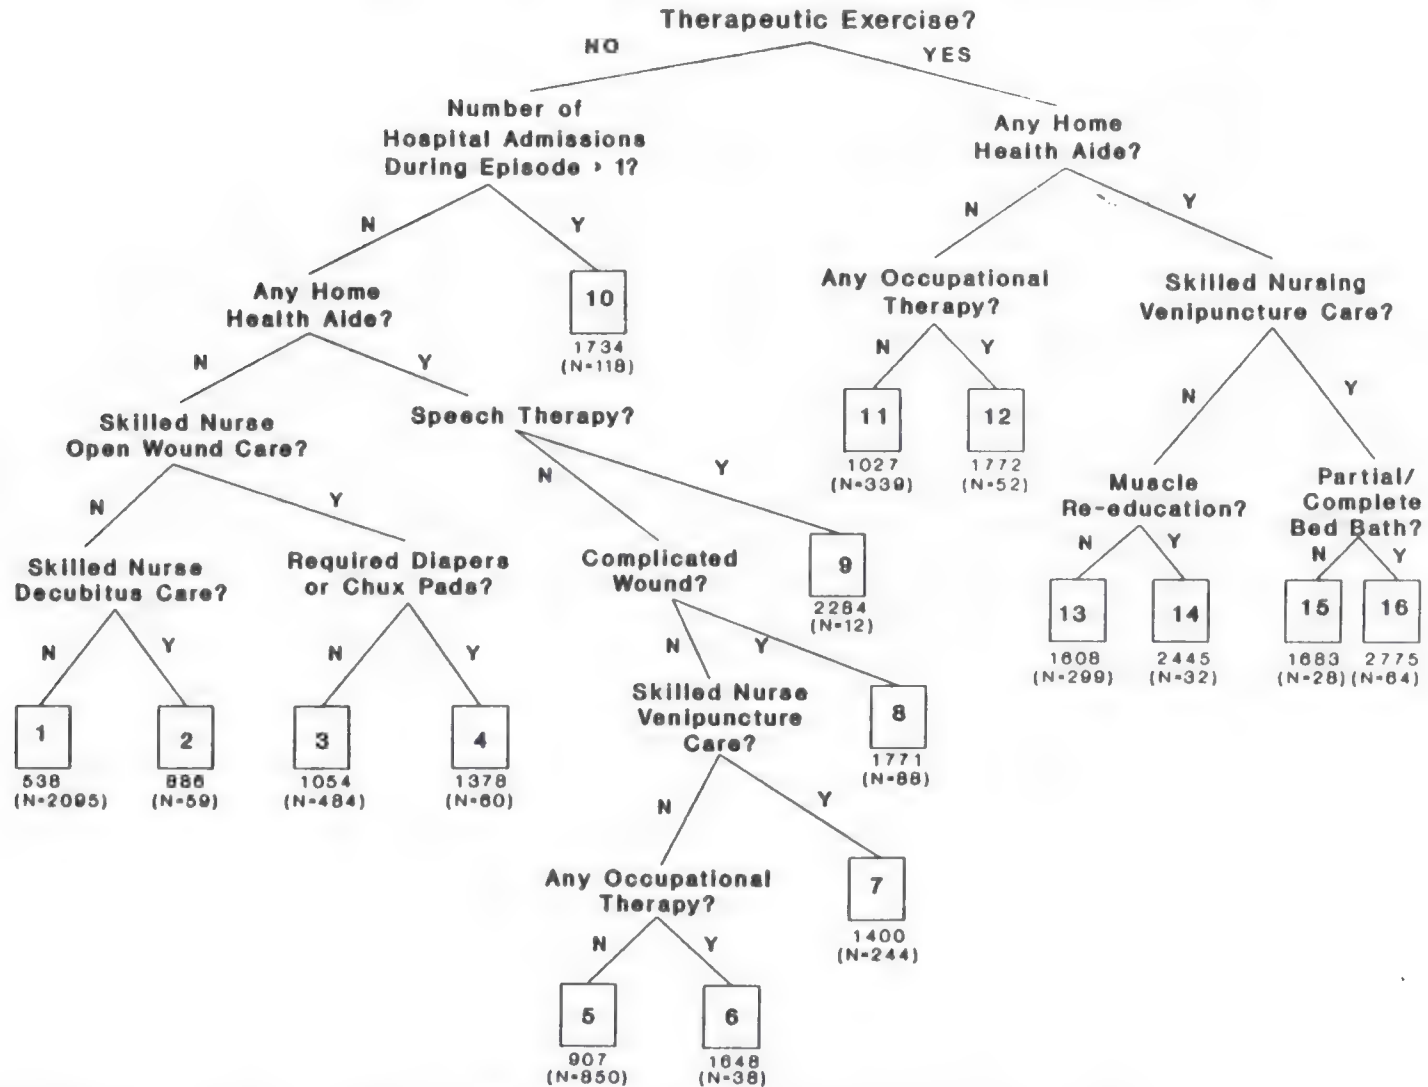 Therapeutic Exercise?
NO
YES
Number of
Hospital Admissions
During Episode > 1?
Any Home
Health Aide?
N
Y
N
Y
Any Home
Health Aide?
10
1734
(N=118)
Any Occupational
Therapy?
Skilled Nursing
Venipuncture Care?
N
Y
N
Y
N
Y
Skilled Nurse
Open Wound Care?
Speech Therapy?
11
1027
(N=339)
12
1772
(N=52)
N
Y
N
Y
Muscle
Re-education?
Partial/
Complete
Bed Bath?
N
Y
N
Y
Skilled Nurse
Decubitus Care?
Required Diapers
or Chux Pads?
Complicated
Wound?
9
2284
(N=12)
13
1608
(N=299)
14
2445
(N=32)
15
1683
(N=28)
16
2775
(N=64)
N
Y
N
Y
N
Y
1
538
(N=2095)
2
886
(N=59)
3
1054
(N=484)
4
1378
(N=60)
Skilled Nurse
Venipuncture
Care?
8
1771
(N=88)
N
Y
Any Occupational
Therapy?
7
1400
(N=244)
N
Y
5
907
(N=850)
6
1648
(N=38)